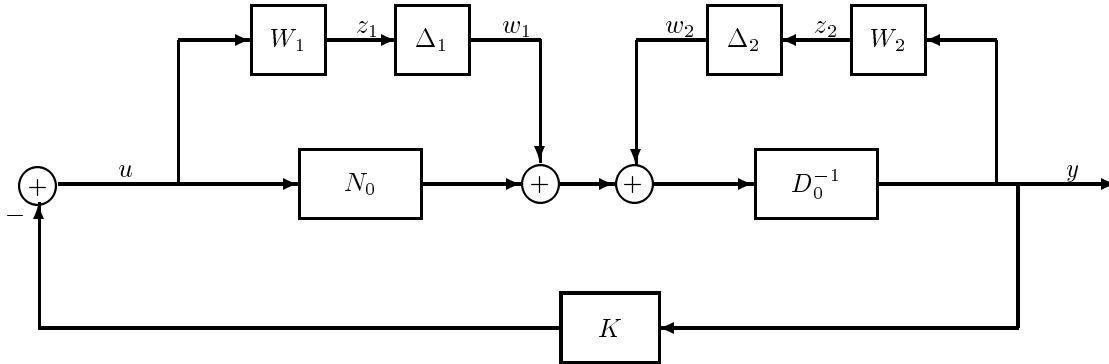 W₁ z₁ Δ₁ w₁ w₂ Δ₂ z₂ W₂
+ u N₀ + + D₀⁻¹ y
−
K